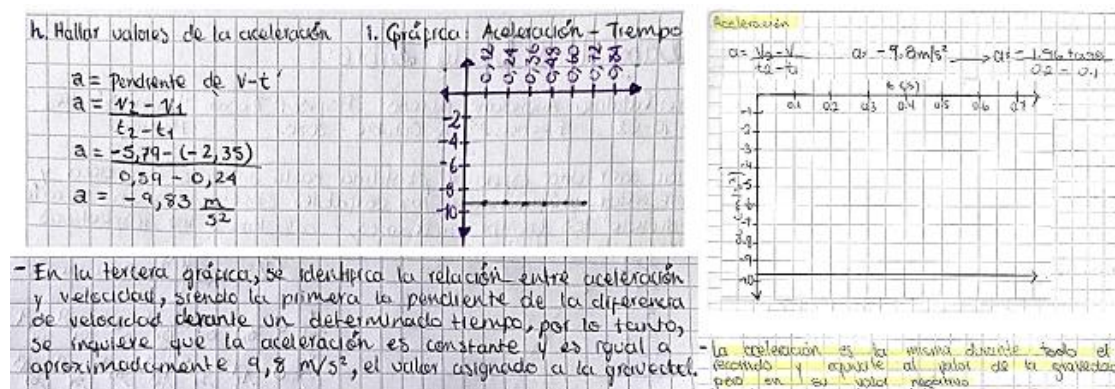 h. Hallar valores de la aceleración
a = Pendiente de V-t
a = V2 - V1
t2 - t1
a = -5,79 - (-2,35)
0,59 - 0,24
a = -9,83 m
s2
i. Gráfica: Aceleración - Tiempo
0,12 0,24 0,36 0,48 0,60 0,72 0,84
-2
-4
-6
-8
-10
- En la tercera gráfica, se identifica la relación entre aceleración
y velocidad, siendo la primera la pendiente de la diferencia
de velocidad durante un determinado tiempo, por lo tanto,
se inquiere que la aceleración es constante y es igual a
aproximadamente 9,8 m/s², el valor asignado a la gravedad.
Aceleración
a= V2-V
t2-t1
a= -9.8m/s²
0.2 - 0.1
t (s)
0.1 0.2 0.3 0.4 0.5 0.6 0.7
-1
-2
-3
-4
-5
-6
-7
-9
-10
- La aceleración es la misma durante todo el
recorrido y equivale al valor de la gravedad
pero en su valor negativo